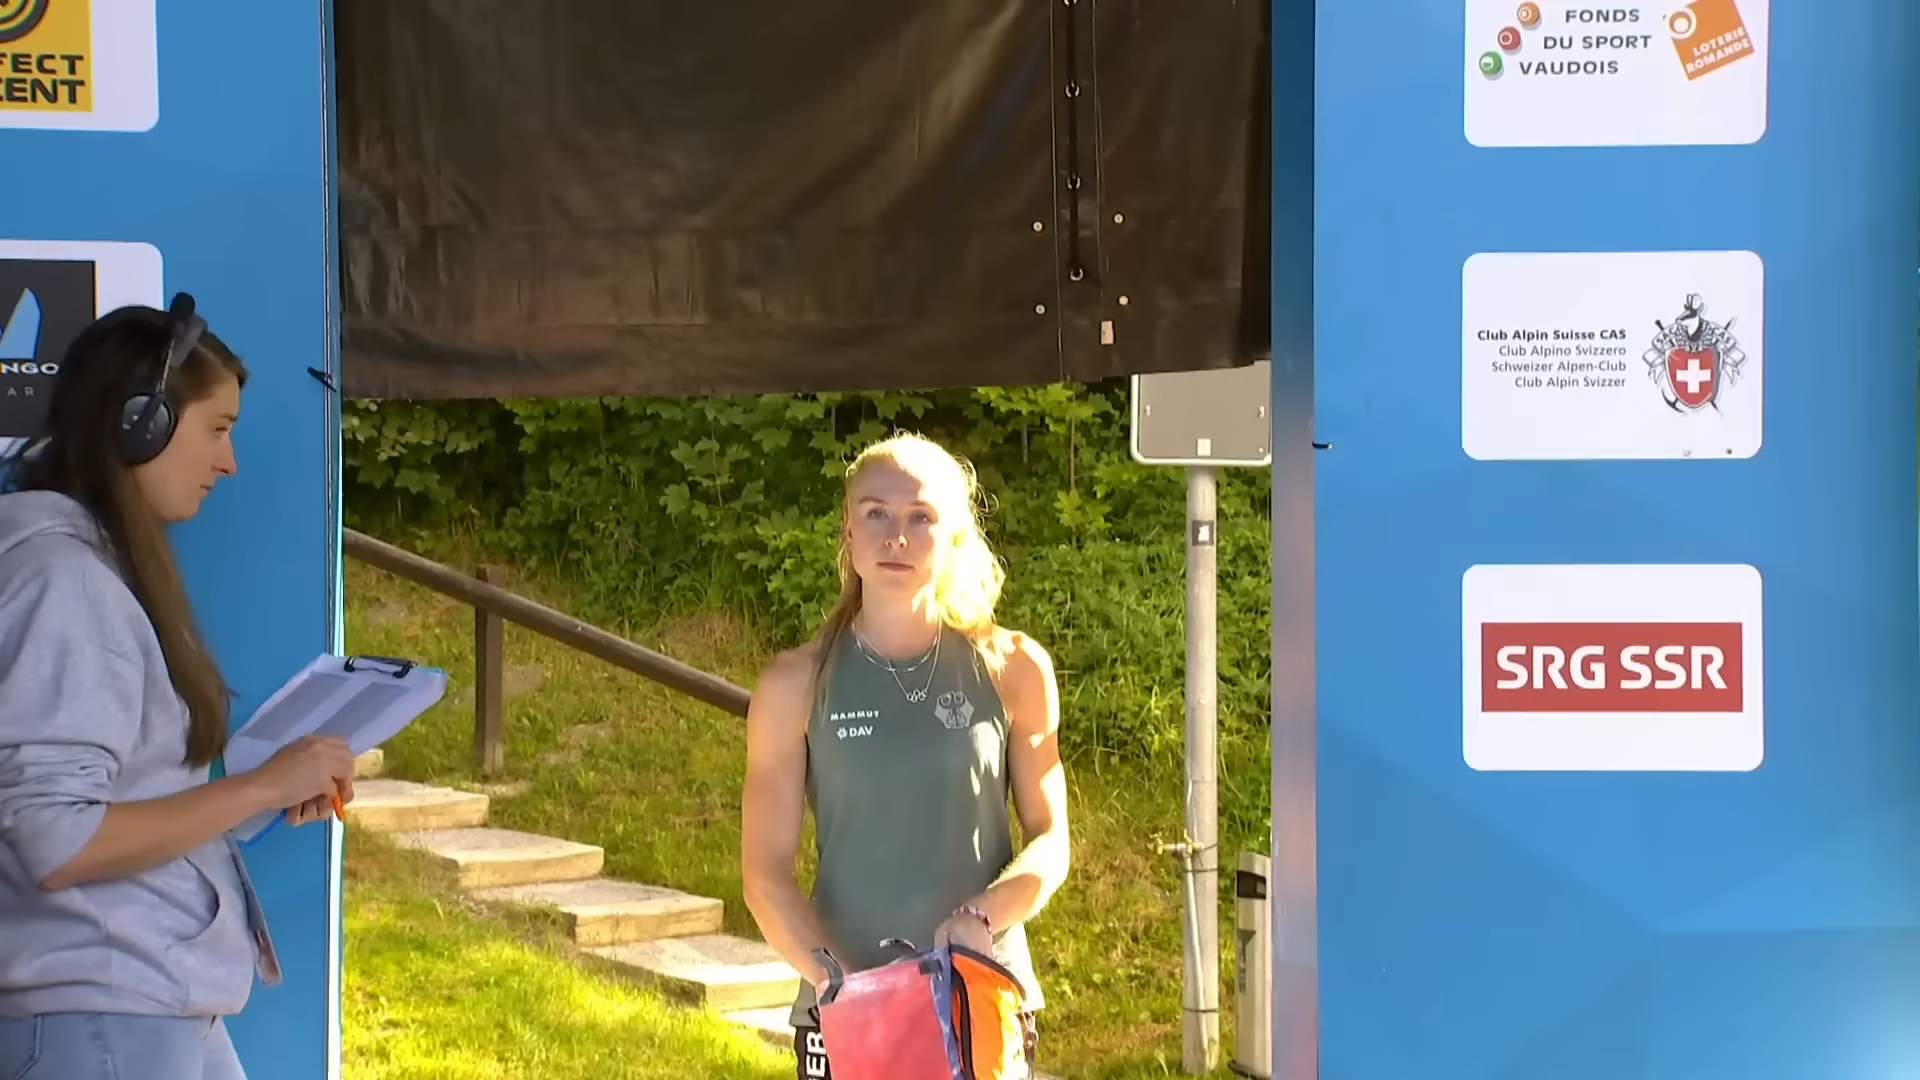 FECT
CENT
NGO
AR
FONDS
DU SPORT
VAUDOIS
LOTERIE
ROMANDE
Club Alpin Suisse CAS
Club Alpino Svizzero
Schweizer Alpen-Club
Club Alpin Svizzer
SRG SSR
MAMMUT
DAV